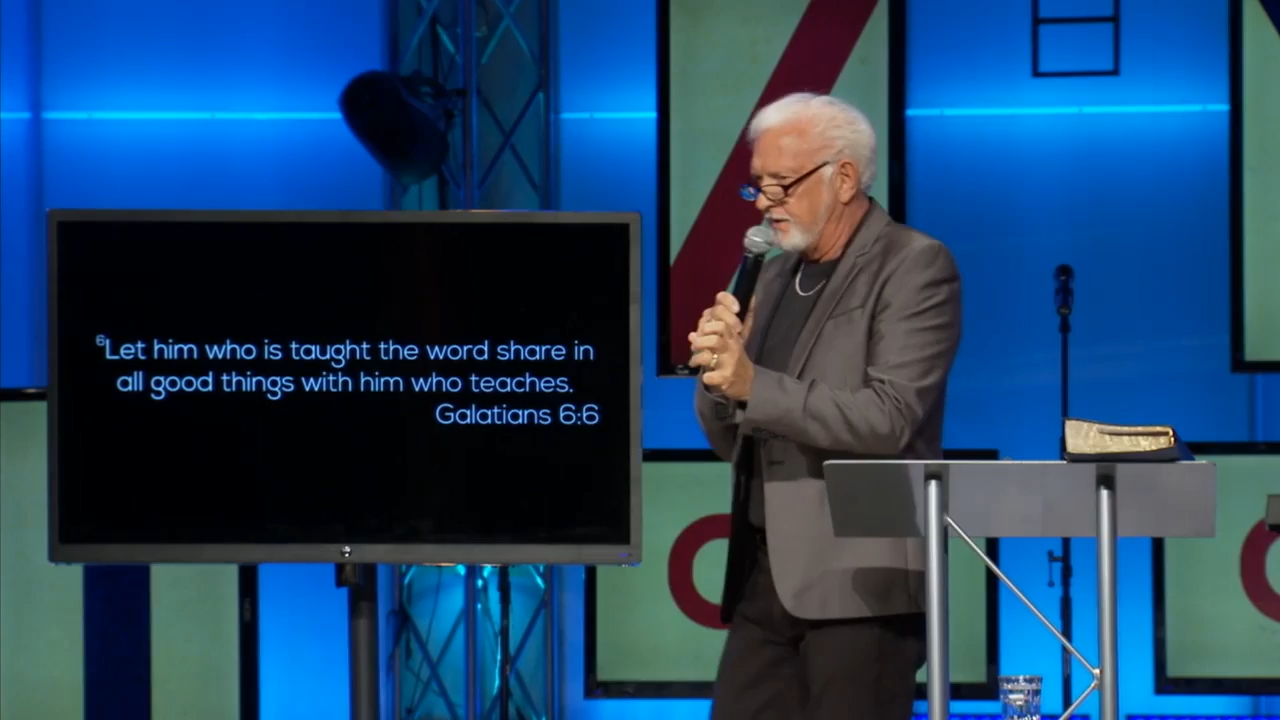 ⁶Let him who is taught the word share in
all good things with him who teaches.
Galatians 6:6